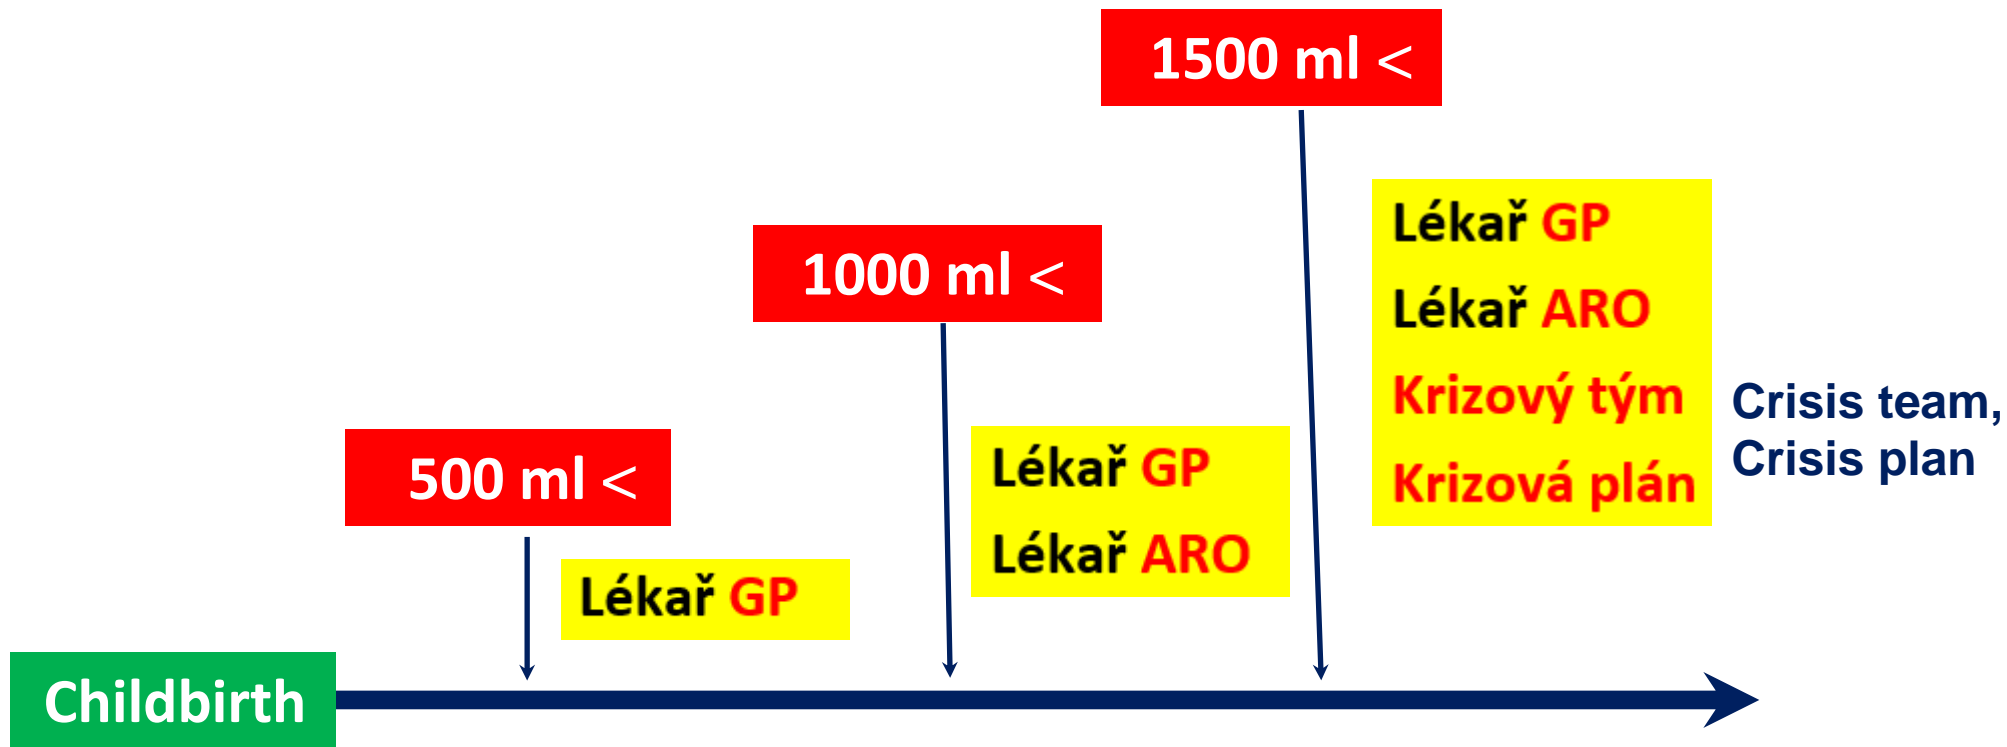 1500 ml <
Lékař GP
Lékař ARO
Krizový tým
Krizová plán
Crisis team,
Crisis plan
1000 ml <
Lékař GP
Lékař ARO
500 ml <
Lékař GP
Childbirth